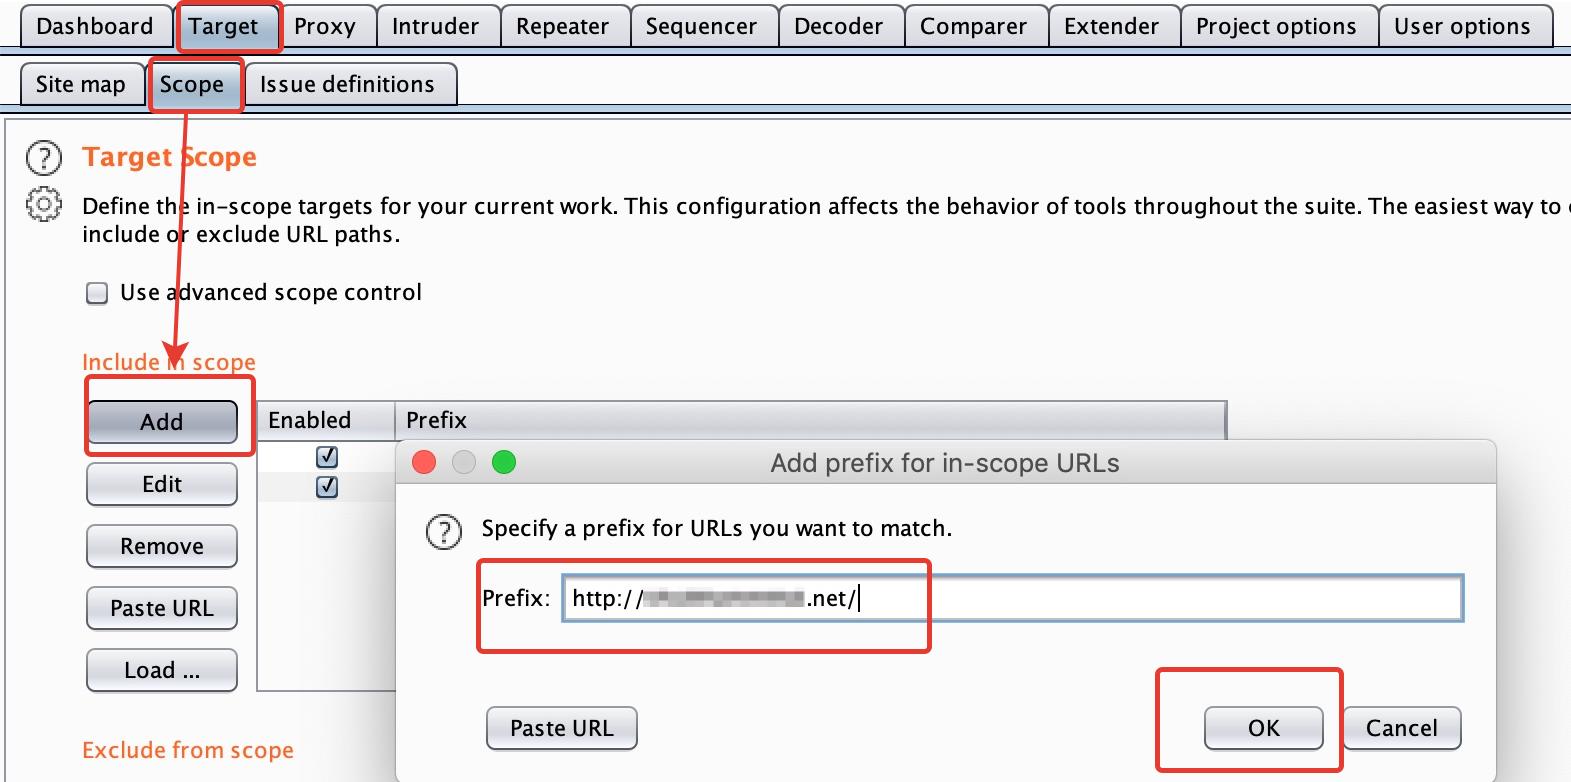 Dashboard Target Proxy Intruder Repeater Sequencer Decoder Comparer Extender Project options User options
Site map Scope Issue definitions
Target Scope
Define the in-scope targets for your current work. This configuration affects the behavior of tools throughout the suite. The easiest way to
include or exclude URL paths.
Use advanced scope control
Include in scope
Add
Edit
Remove
Paste URL
Load ...
Enabled Prefix
Add prefix for in-scope URLs
Specify a prefix for URLs you want to match.
Prefix: http:// .net/
Paste URL OK Cancel
Exclude from scope